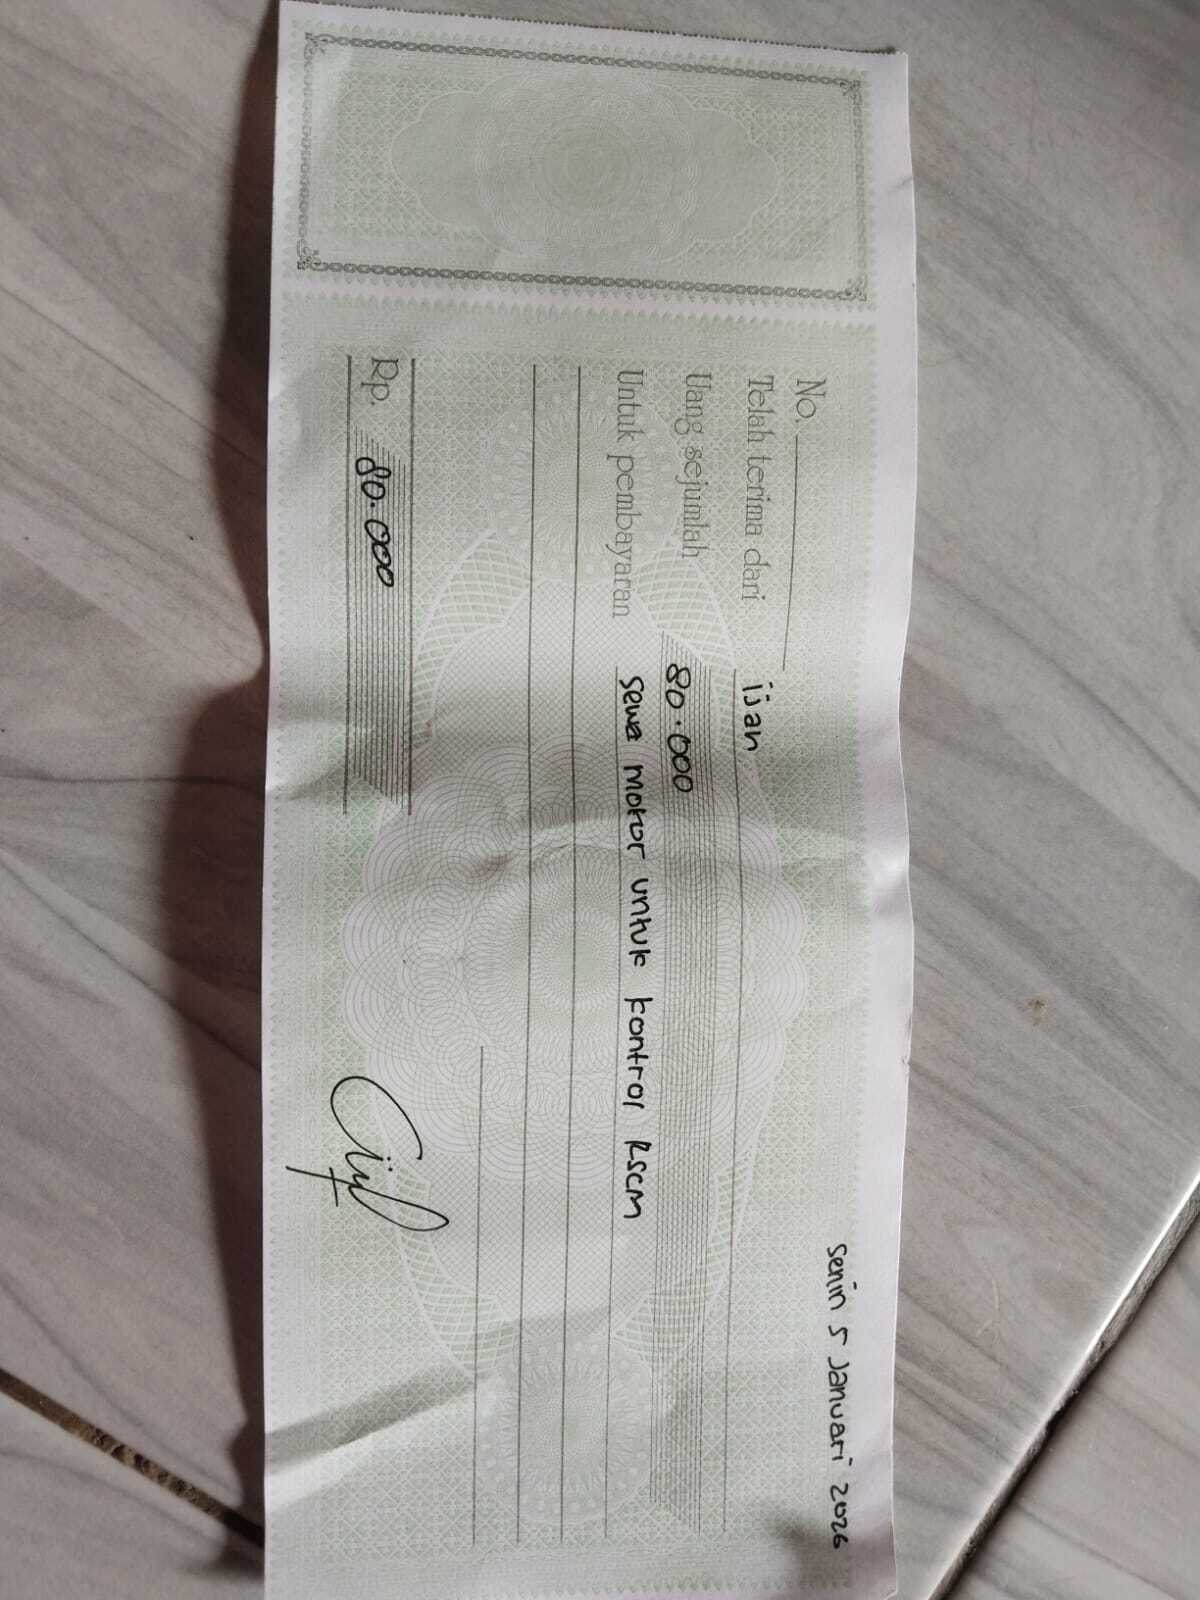 senin 5 Januari 2026
No.
Telah terima dari ijan
Uang sejumlah 80.000
Untuk pembayaran sewa motor untuk kontrol RSCM
Rp. 80.000